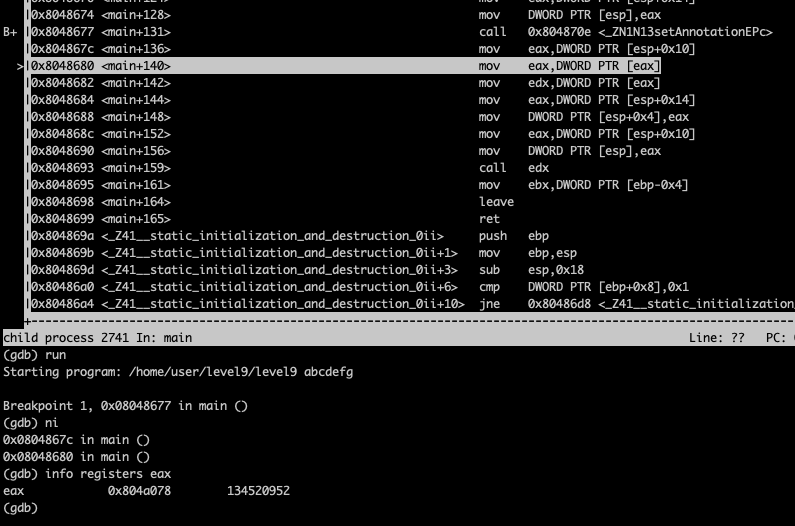 0x8048674 <main+128> mov DWORD PTR [esp],eax
B+ 0x8048677 <main+131> call 0x804870e <_ZN1N13setAnnotationEPc>
0x804867c <main+136> mov eax,DWORD PTR [esp+0x10]
>0x8048680 <main+140> mov eax,DWORD PTR [eax]
0x8048682 <main+142> mov edx,DWORD PTR [eax]
0x8048684 <main+144> mov eax,DWORD PTR [esp+0x14]
0x8048688 <main+148> mov DWORD PTR [esp+0x4],eax
0x804868c <main+152> mov eax,DWORD PTR [esp+0x10]
0x8048690 <main+156> mov DWORD PTR [esp],eax
0x8048693 <main+159> call edx
0x8048695 <main+161> mov ebx,DWORD PTR [ebp-0x4]
0x8048698 <main+164> leave
0x8048699 <main+165> ret
0x804869a <_Z41__static_initialization_and_destruction_0ii> push ebp
0x804869b <_Z41__static_initialization_and_destruction_0ii+1> mov ebp,esp
0x804869d <_Z41__static_initialization_and_destruction_0ii+3> sub esp,0x18
0x80486a0 <_Z41__static_initialization_and_destruction_0ii+6> cmp DWORD PTR [ebp+0x8],0x1
0x80486a4 <_Z41__static_initialization_and_destruction_0ii+10> jne 0x80486d8 <_Z41__static_initialization_
child process 2741 In: main Line: ?? PC:
(gdb) run
Starting program: /home/user/level9/level9 abcdefg
Breakpoint 1, 0x08048677 in main ()
(gdb) ni
0x0804867c in main ()
0x08048680 in main ()
(gdb) info registers eax
eax 0x804a078 134520952
(gdb)